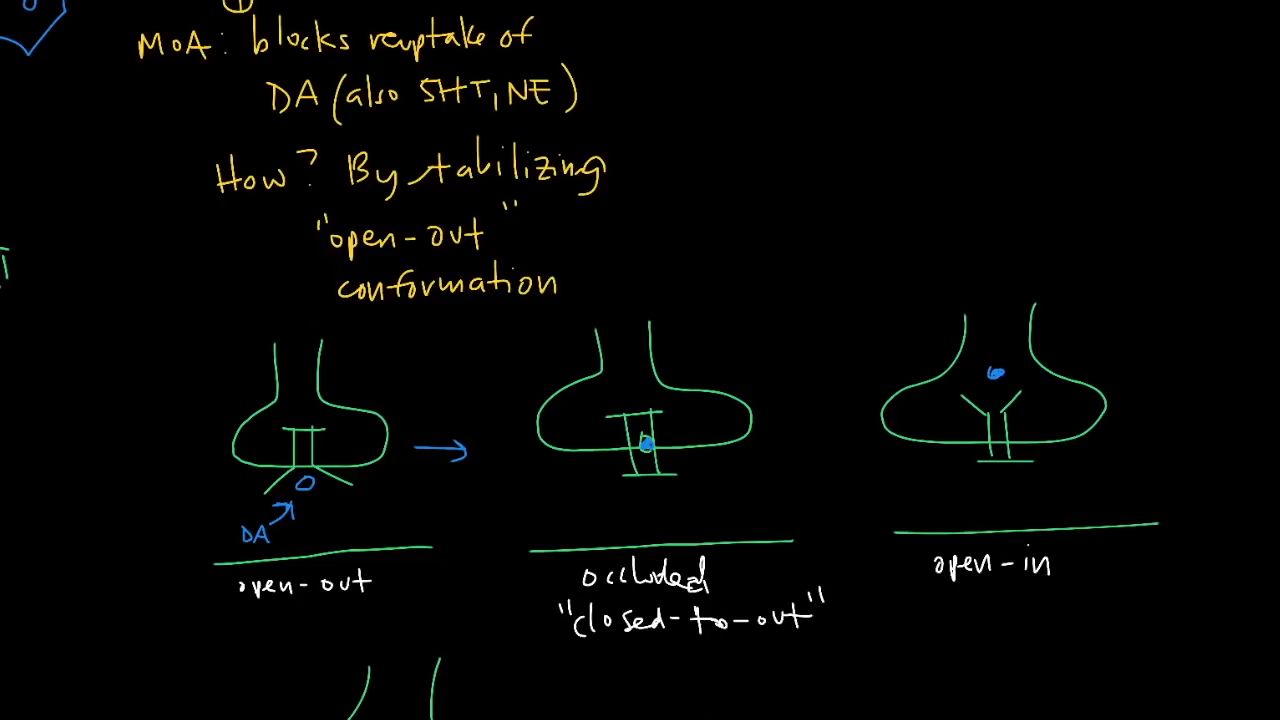 ①
MOA: blocks reuptake of
DA (also 5HT, NE)
How? By stabilizing
"open-out"
conformation
DA
open-out
occluded
"closed-to-out"
open-in